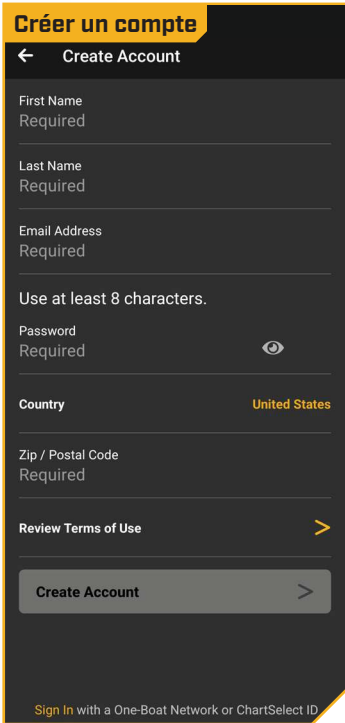 Créer un compte
Create Account
First Name
Required
Last Name
Required
Email Address
Required
Use at least 8 characters.
Password
Required
Country United States
Zip / Postal Code
Required
Review Terms of Use >
Create Account >
Sign In with a One-Boat Network or ChartSelect ID